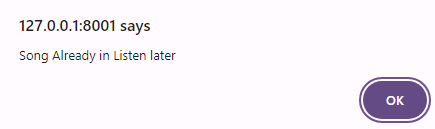 127.0.0.1:8001 says
Song Already in Listen later
OK